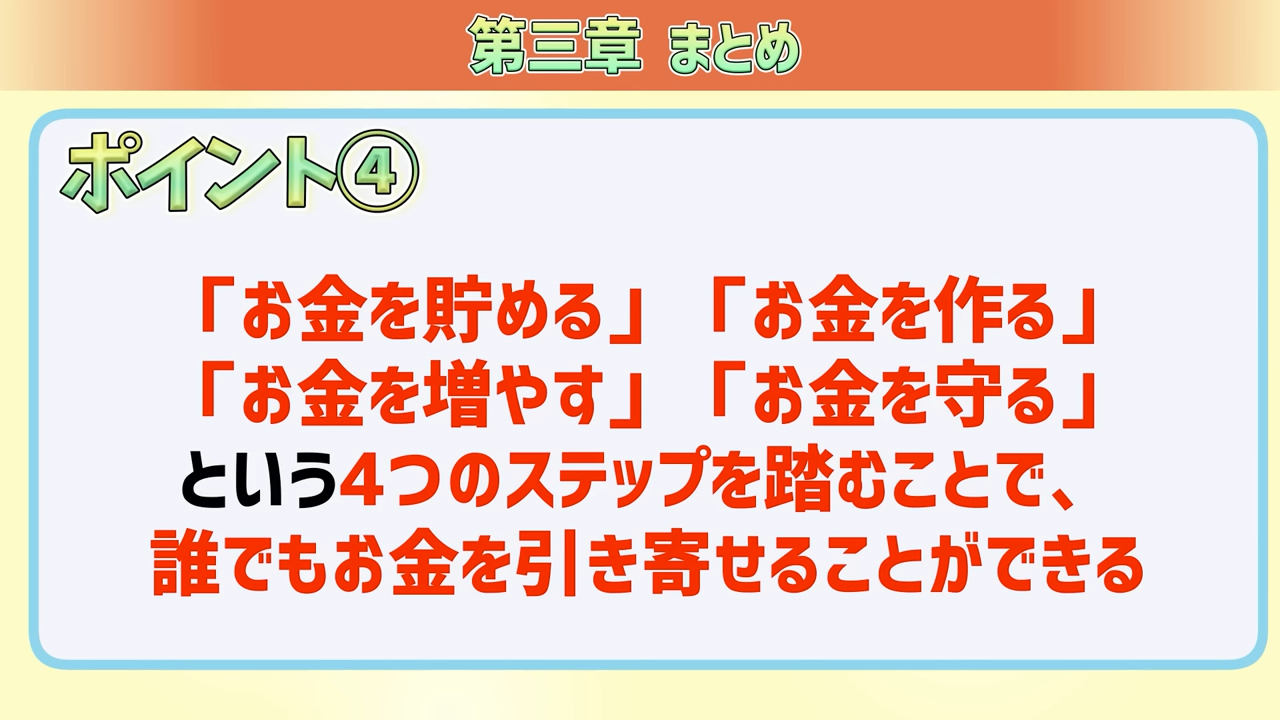 第三章 まとめ
ポイント④
「お金を貯める」「お金を作る」
「お金を増やす」「お金を守る」
という4つのステップを踏むことで、
誰でもお金を引き寄せることができる